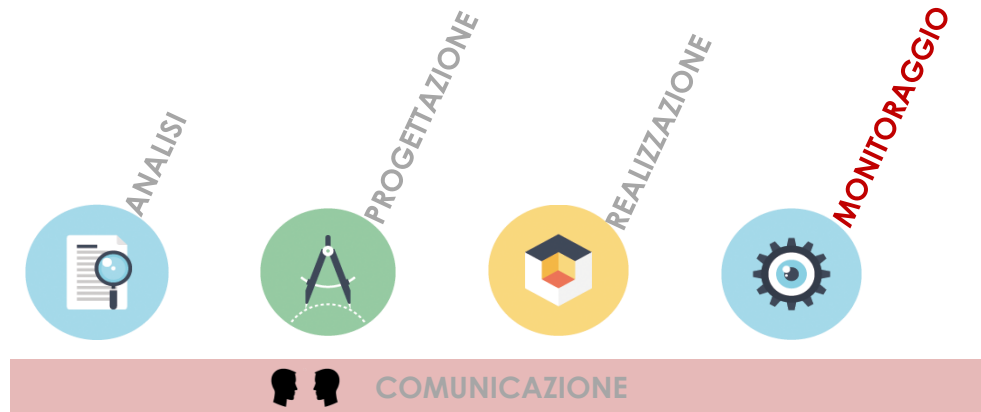 ANALISI
PROGETTAZIONE
REALIZZAZIONE
MONITORAGGIO
COMUNICAZIONE